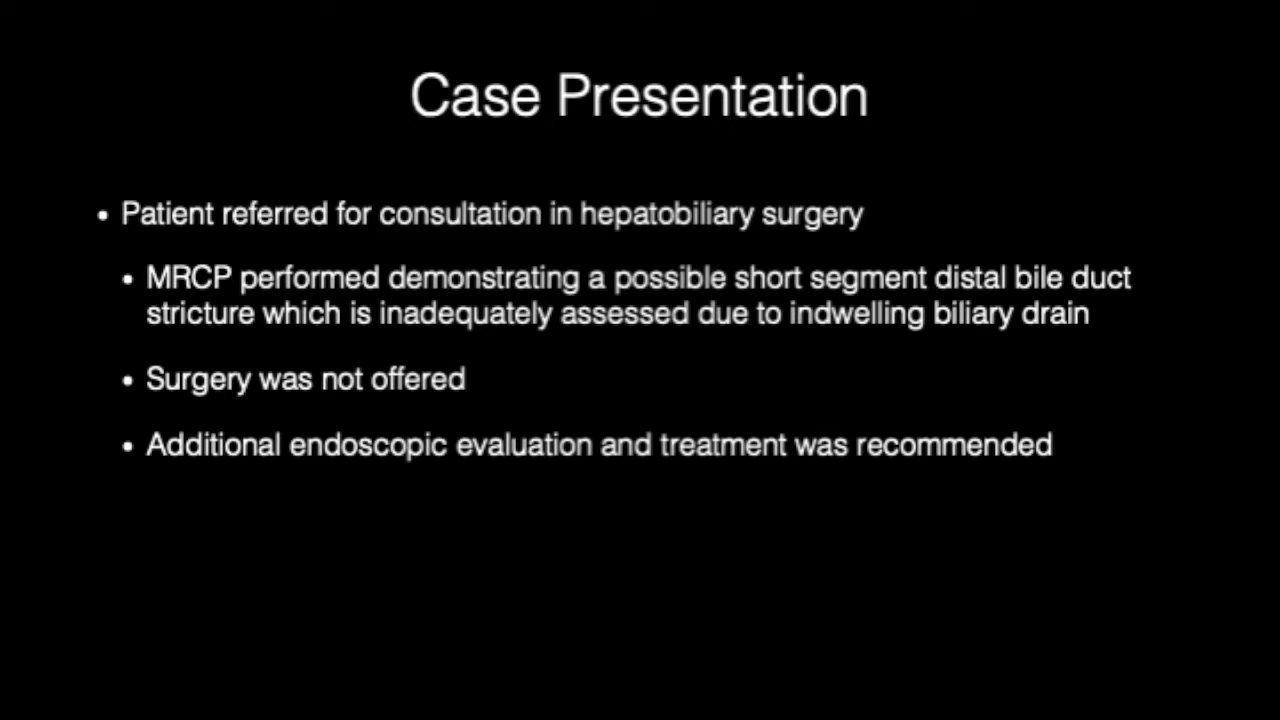 Case Presentation
• Patient referred for consultation in hepatobiliary surgery
• MRCP performed demonstrating a possible short segment distal bile duct
stricture which is inadequately assessed due to indwelling biliary drain
• Surgery was not offered
• Additional endoscopic evaluation and treatment was recommended